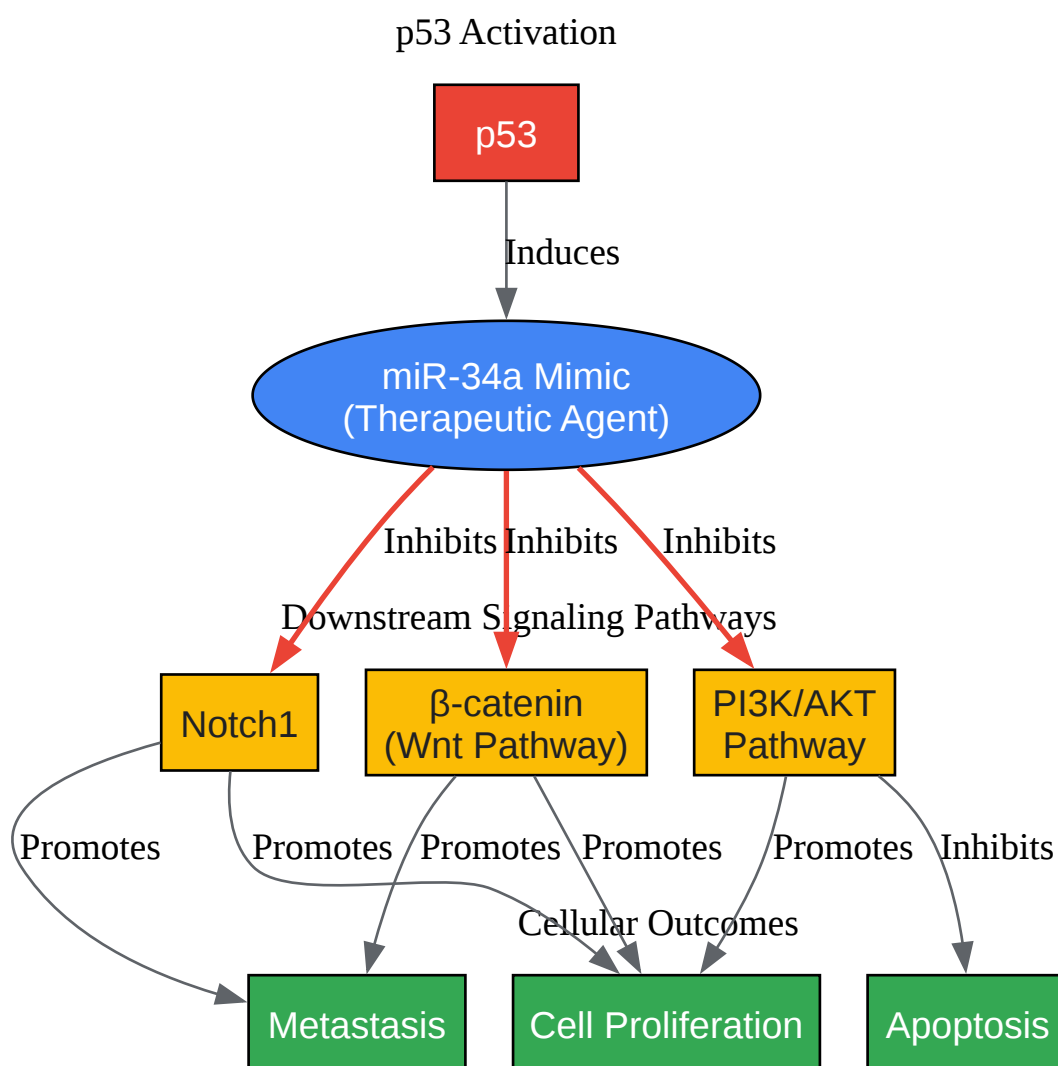 p53 Activation
p53
Induces
miR-34a Mimic
(Therapeutic Agent)
Inhibits
Inhibits
Inhibits
Downstream Signaling Pathways
Notch1
β-catenin
(Wnt Pathway)
PI3K/AKT
Pathway
Promotes
Promotes
Promotes
Promotes
Promotes
Inhibits
Cellular Outcomes
Metastasis
Cell Proliferation
Apoptosis